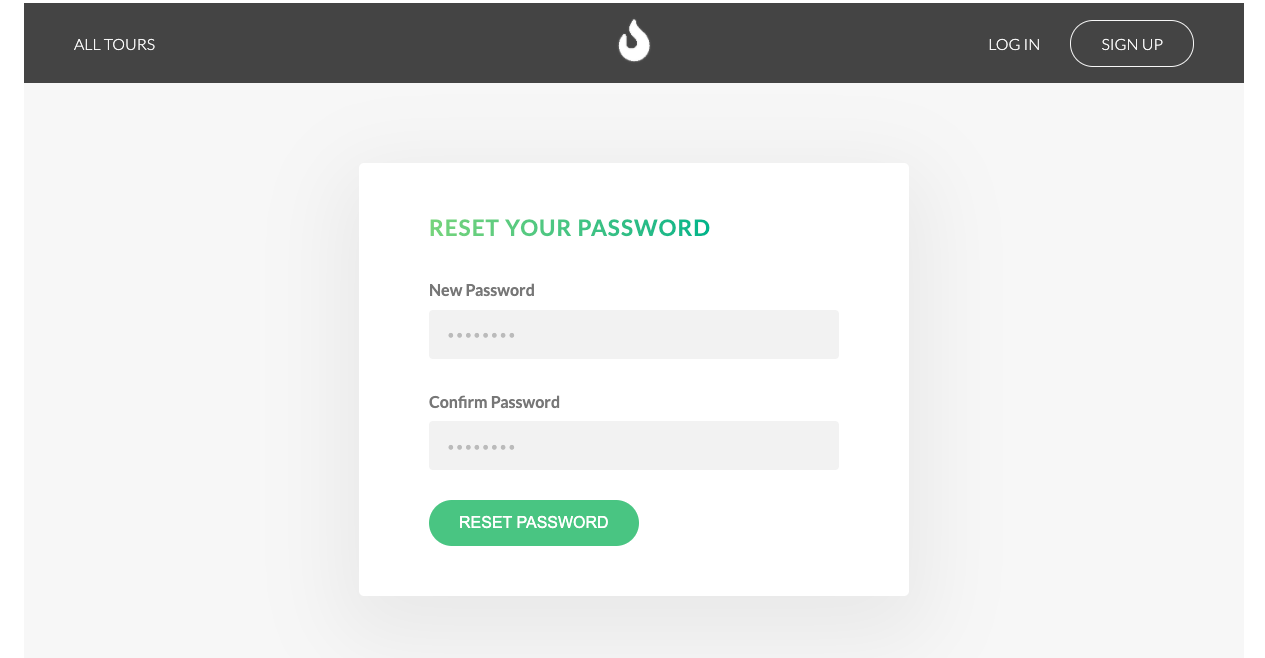 ALL TOURS
LOG IN
SIGN UP
RESET YOUR PASSWORD
New Password
••••••••
Confirm Password
••••••••
RESET PASSWORD